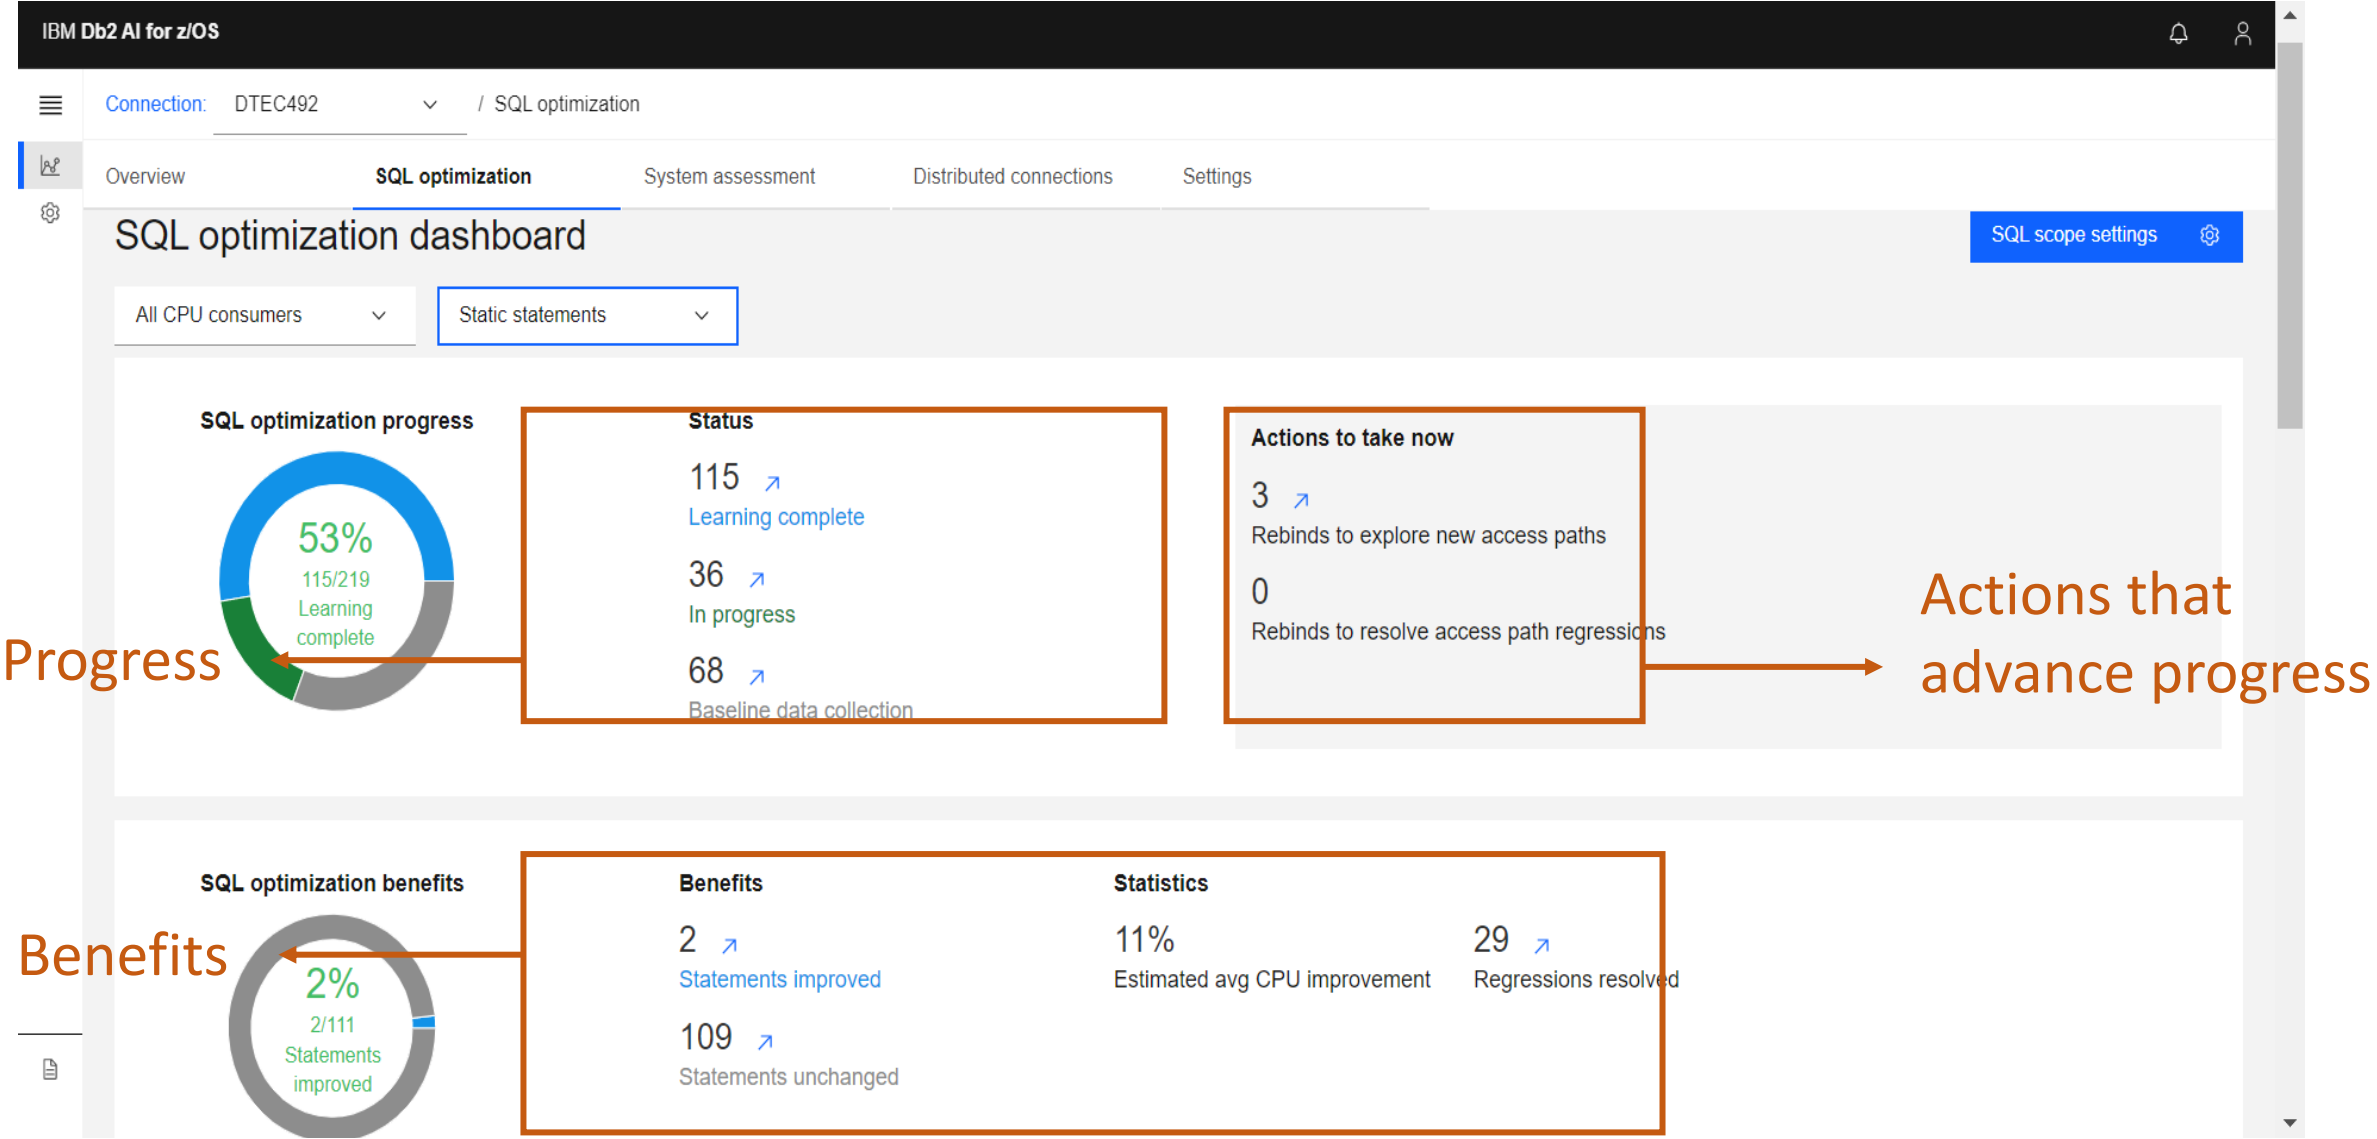 IBM Db2 AI for z/OS
Connection: DTEC492 / SQL optimization
Overview SQL optimization System assessment Distributed connections Settings
SQL optimization dashboard
SQL scope settings
All CPU consumers Static statements
SQL optimization progress
53%
115/219
Learning
complete
Progress
Status
115
Learning complete
36
In progress
68
Baseline data collection
Actions to take now
3
Rebinds to explore new access paths
0
Rebinds to resolve access path regressions
Actions that
advance progress
SQL optimization benefits
2%
2/111
Statements
improved
Benefits
Benefits
2
Statements improved
109
Statements unchanged
Statistics
11%
Estimated avg CPU improvement
29
Regressions resolved